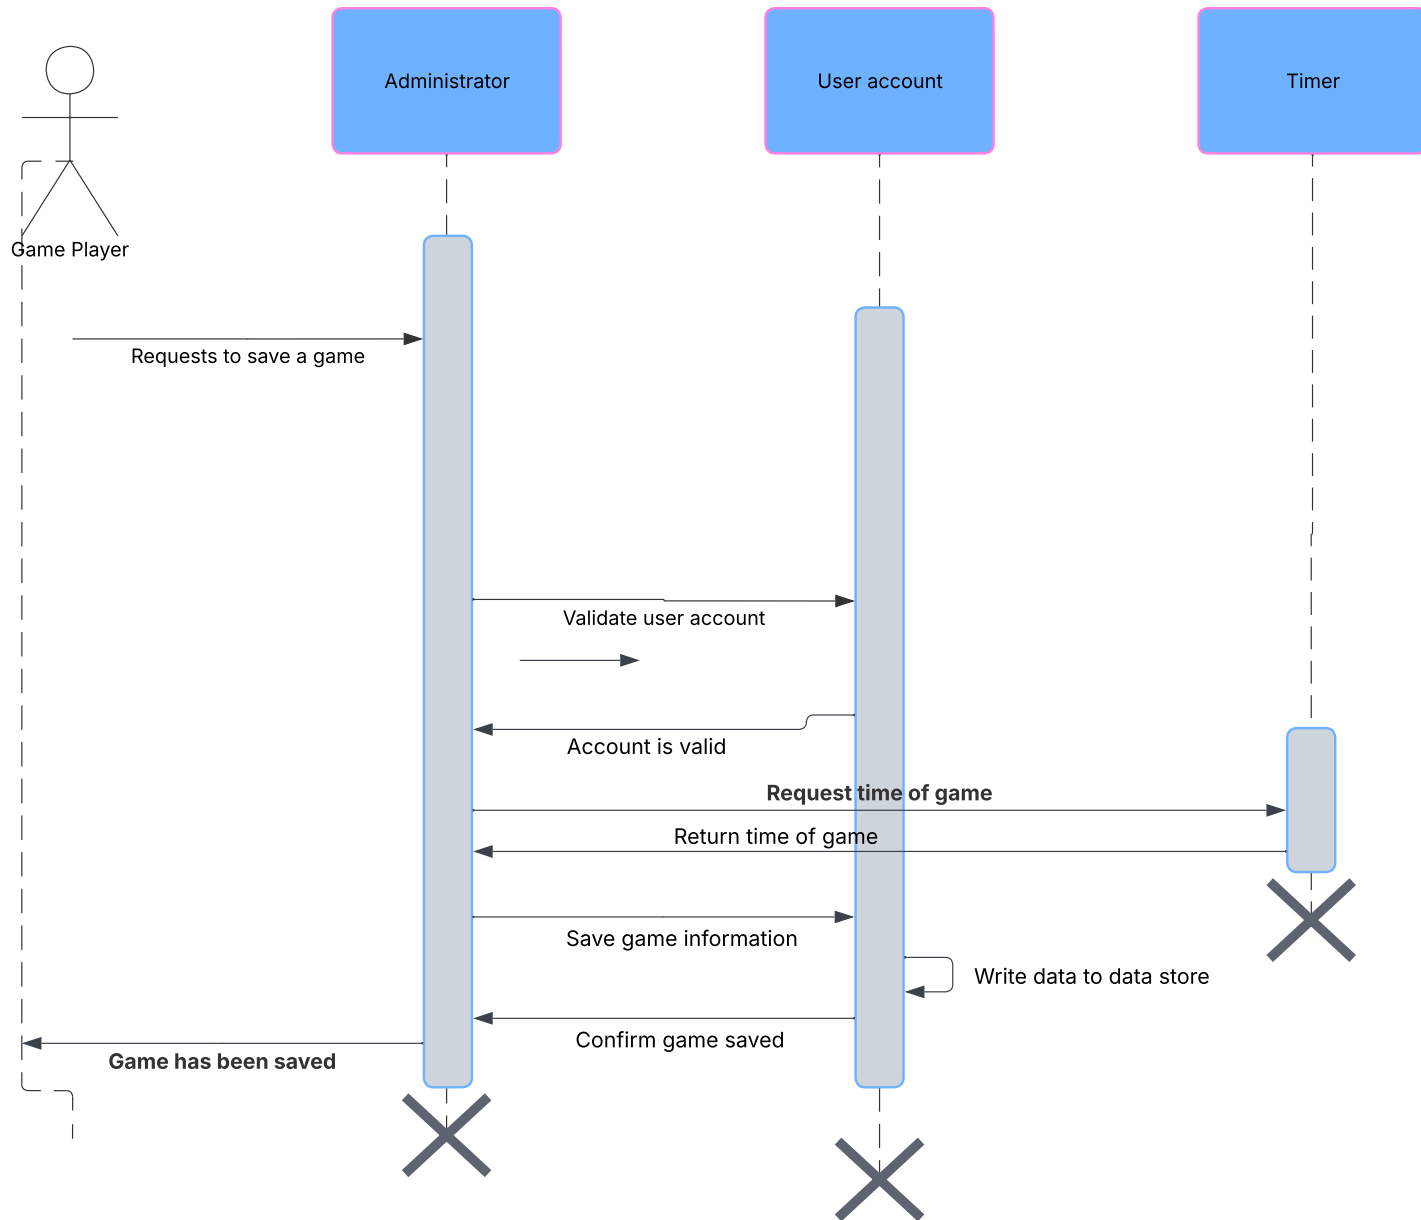 Administrator
User account
Timer
Game Player
Requests to save a game
Validate user account
Account is valid
Request time of game
Return time of game
Save game information
Write data to data store
Confirm game saved
Game has been saved